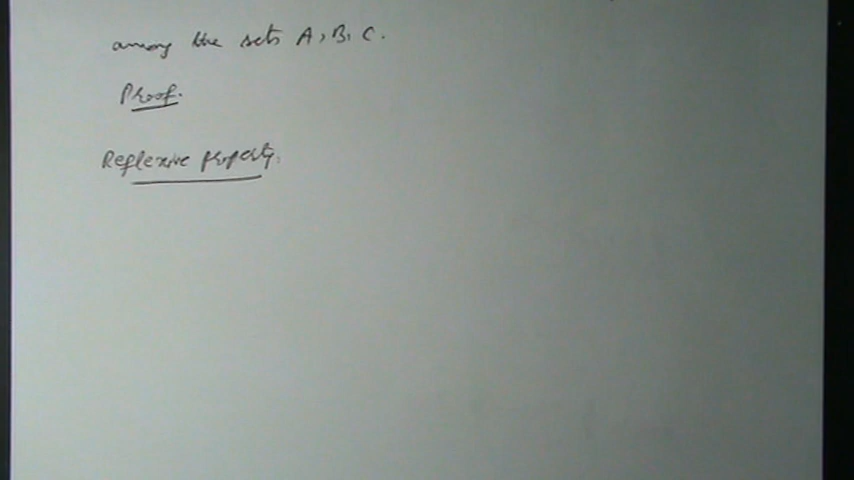 among the sets A, B, C.
Proof.
Reflexive property.